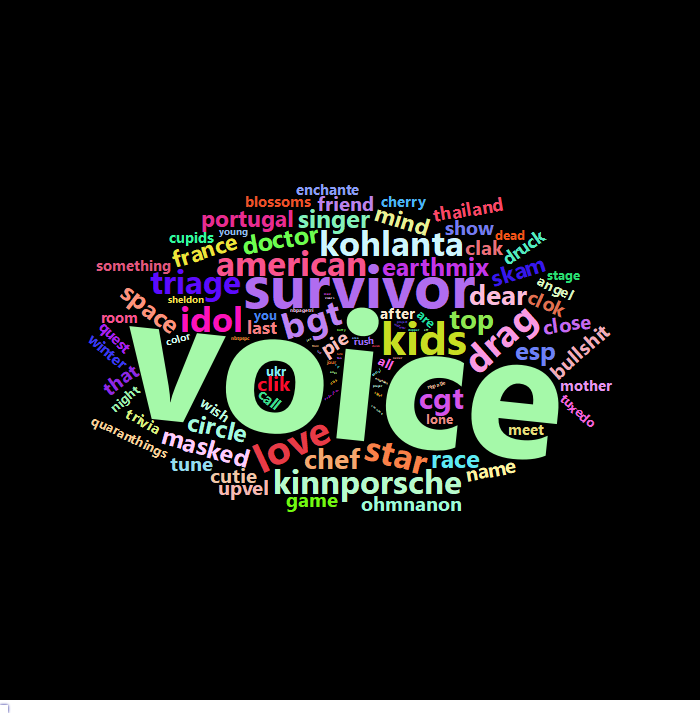 enchante
blossoms
friend
cherry
portugal
singer
mind
thailand
cupids
young
doctor
show
dead
france
kohlanta
clak
druck
something
american
earthmix
skam
stage
triage
survivor
dear
angel
space
sheldon
clok
room
idol
you
bgt
after
are
top
drag
close
quest
last
kids
bullshit
winter
color
pie
rush
esp
that
voice
all
mother
night
ukr
clik
call
cgt
tuxedo
trivia
wish
lone
quaranthings
circle
love
meet
masked
chef
star
race
name
tune
cutie
kinnporsche
upvel
game
ohmnanon